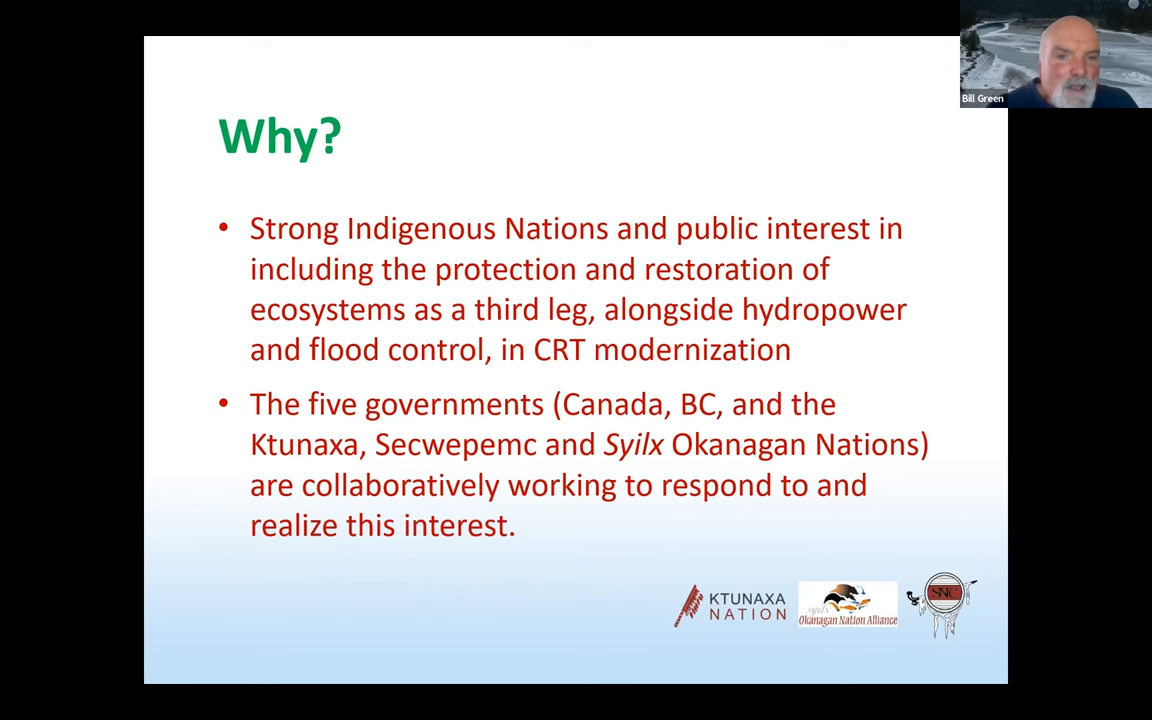 Bill Green
Why?
• Strong Indigenous Nations and public interest in
including the protection and restoration of
ecosystems as a third leg, alongside hydropower
and flood control, in CRT modernization
• The five governments (Canada, BC, and the
Ktunaxa, Secwepemc and Syilx Okanagan Nations)
are collaboratively working to respond to and
realize this interest.
KTUNAXA
NATION
syilx
Okanagan Nation Alliance
SNC